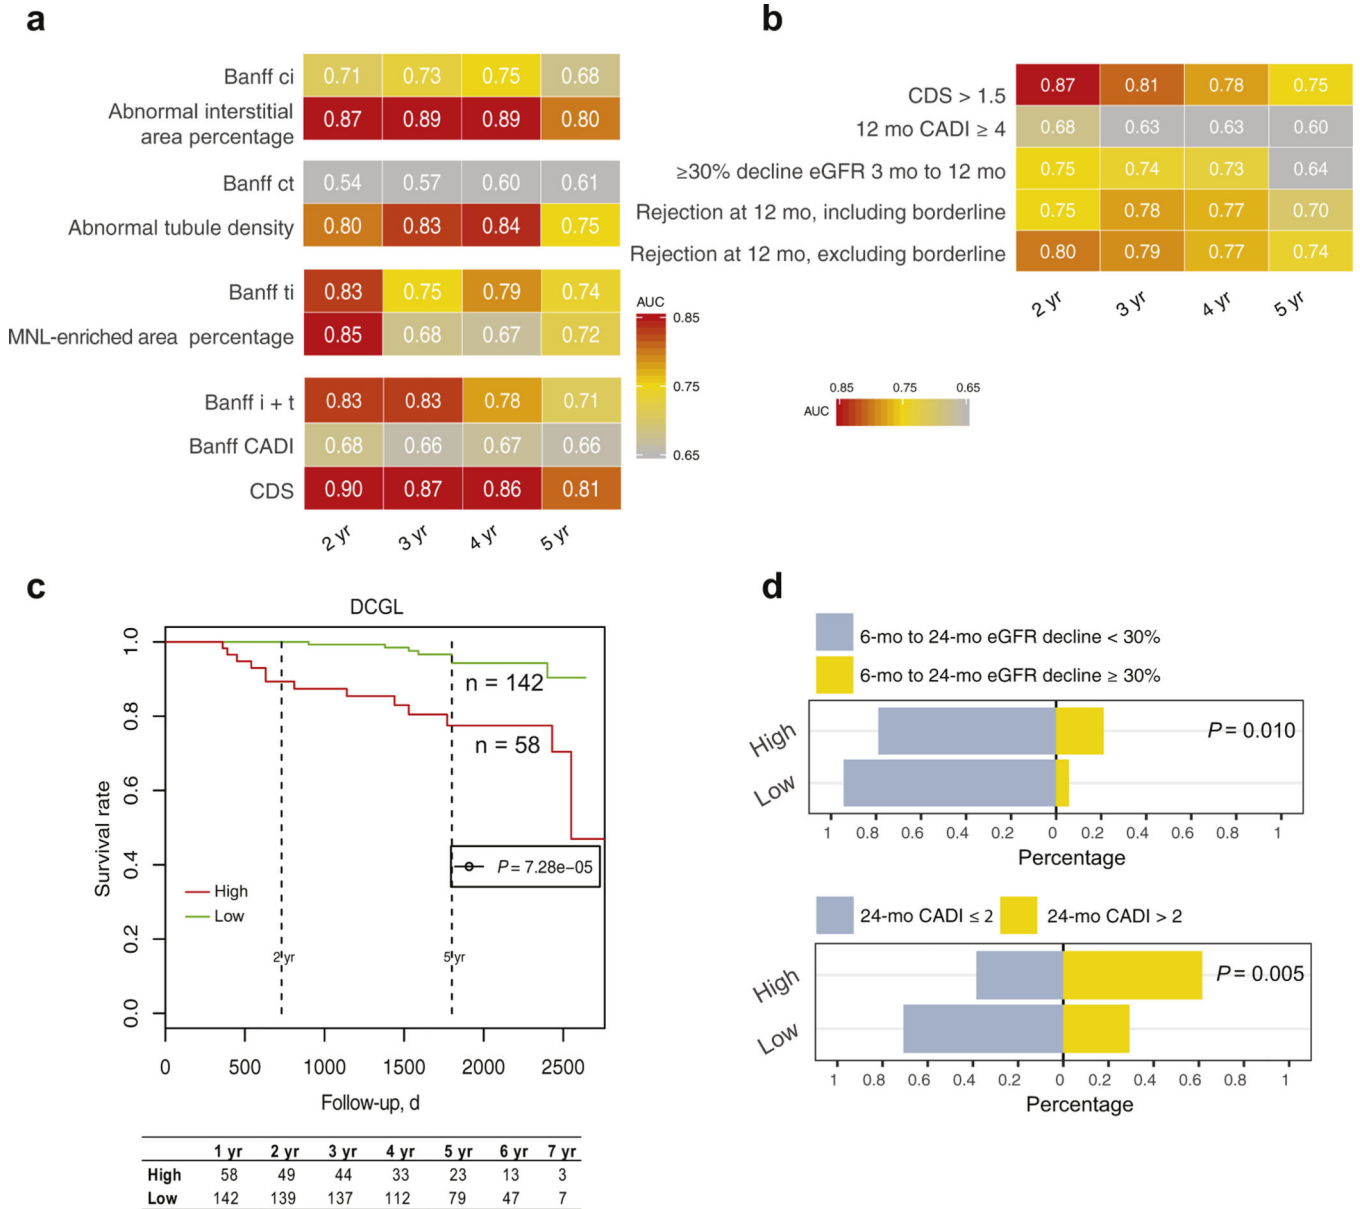 a
Banff ci 0.71 0.73 0.75 0.68
Abnormal interstitial
area percentage 0.87 0.89 0.89 0.80
Banff ct 0.54 0.57 0.60 0.61
Abnormal tubule density 0.80 0.83 0.84 0.75
Banff ti 0.83 0.75 0.79 0.74
MNL-enriched area percentage 0.85 0.68 0.67 0.72
Banff i + t 0.83 0.83 0.78 0.71
Banff CADI 0.68 0.66 0.67 0.66
CDS 0.90 0.87 0.86 0.81
2 yr 3 yr 4 yr 5 yr
AUC
0.85
0.75
0.65
b
CDS > 1.5 0.87 0.81 0.78 0.75
12 mo CADI ≥ 4 0.68 0.63 0.63 0.60
≥30% decline eGFR 3 mo to 12 mo 0.75 0.74 0.73 0.64
Rejection at 12 mo, including borderline 0.75 0.78 0.77 0.70
Rejection at 12 mo, excluding borderline 0.80 0.79 0.77 0.74
2 yr 3 yr 4 yr 5 yr
0.85 0.75 0.65
AUC
c
DCGL
Survival rate
1.0
0.8
0.6
0.4
0.2
0.0
n = 142
n = 58
P = 7.28e−05
High
Low
2 yr 5 yr
0 500 1000 1500 2000 2500
Follow-up, d
1 yr 2 yr 3 yr 4 yr 5 yr 6 yr 7 yr
High 58 49 44 33 23 13 3
Low 142 139 137 112 79 47 7
d
6-mo to 24-mo eGFR decline < 30%
6-mo to 24-mo eGFR decline ≥ 30%
High
P = 0.010
Low
1 0.8 0.6 0.4 0.2 0 0.2 0.4 0.6 0.8 1
Percentage
24-mo CADI ≤ 2 24-mo CADI > 2
High
P = 0.005
Low
1 0.8 0.6 0.4 0.2 0 0.2 0.4 0.6 0.8 1
Percentage